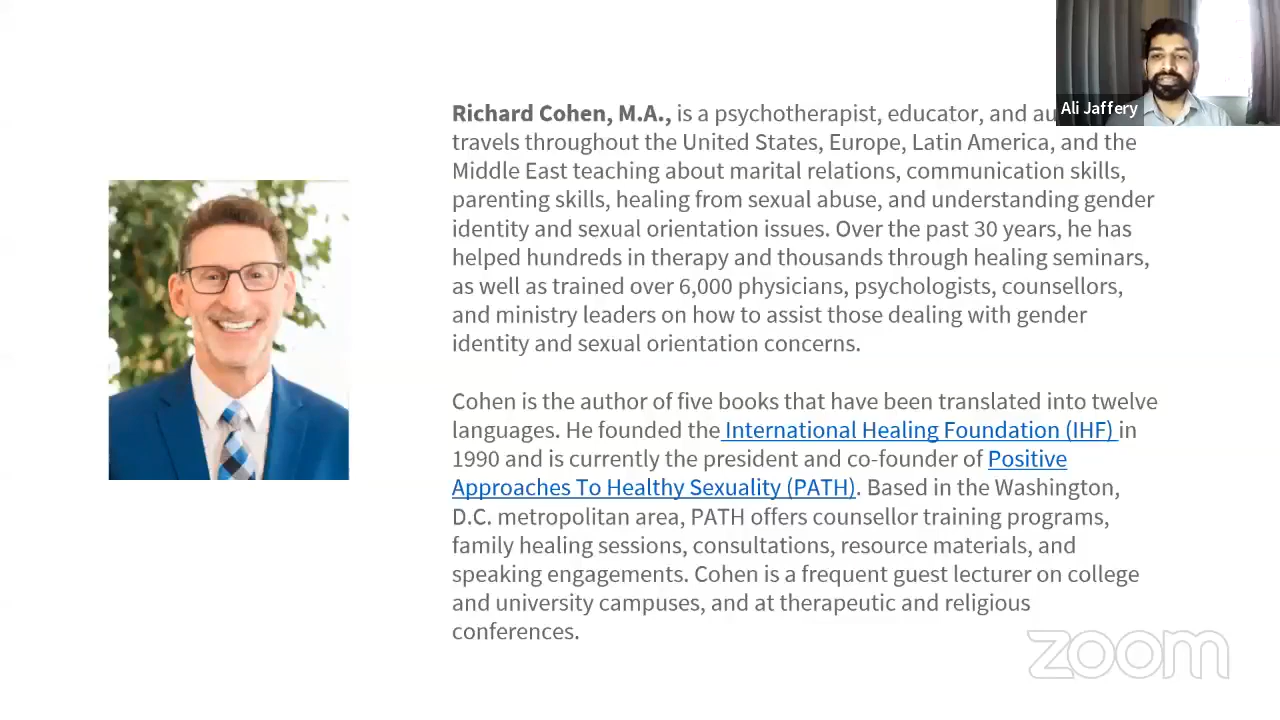 Richard Cohen, M.A., is a psychotherapist, educator, and
Ali Jaffery
travels throughout the United States, Europe, Latin America, and the
Middle East teaching about marital relations, communication skills,
parenting skills, healing from sexual abuse, and understanding gender
identity and sexual orientation issues. Over the past 30 years, he has
helped hundreds in therapy and thousands through healing seminars,
as well as trained over 6,000 physicians, psychologists, counsellors,
and ministry leaders on how to assist those dealing with gender
identity and sexual orientation concerns.
Cohen is the author of five books that have been translated into twelve
languages. He founded the International Healing Foundation (IHF) in
1990 and is currently the president and co-founder of Positive
Approaches To Healthy Sexuality (PATH). Based in the Washington,
D.C. metropolitan area, PATH offers counsellor training programs,
family healing sessions, consultations, resource materials, and
speaking engagements. Cohen is a frequent guest lecturer on college
and university campuses, and at therapeutic and religious
conferences.
zoom